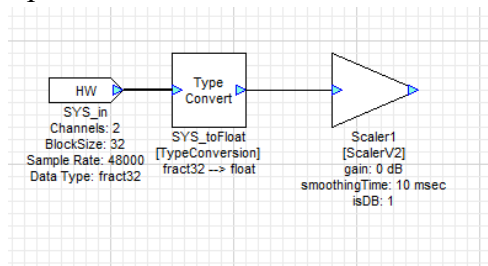 HW
SYS_in
Channels: 2
BlockSize: 32
Sample Rate: 48000
Data Type: fract32
Type
Convert
SYS_toFloat
[TypeConversion]
fract32 --> float
Scaler1
[ScalerV2]
gain: 0 dB
smoothingTime: 10 msec
isDB: 1